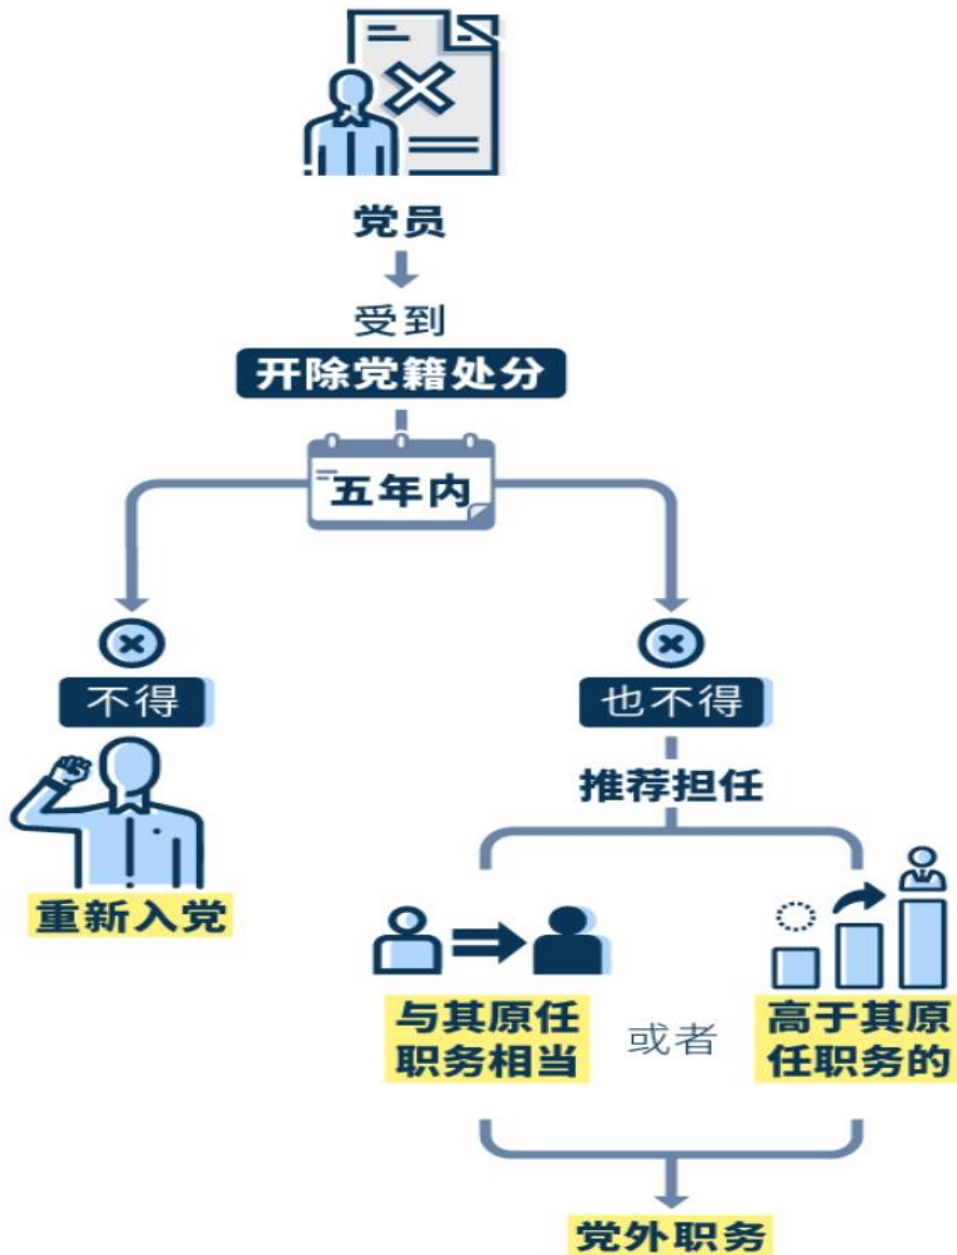 党员
受到
开除党籍处分
五年内
不得
重新入党
也不得
推荐担任
与其原任
职务相当
或者
高于其原
任职务的
党外职务